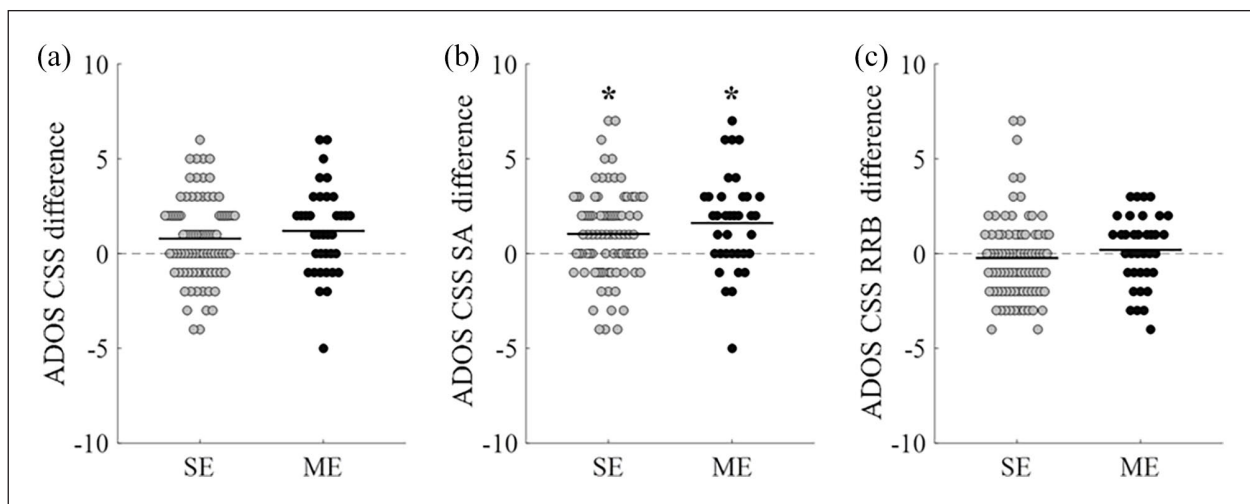 (a)
ADOS CSS difference
10
5
0
-5
-10
SE ME
(b)
ADOS CSS SA difference
10
5
0
-5
-10
* *
SE ME
(c)
ADOS CSS RRB difference
10
5
0
-5
-10
SE ME